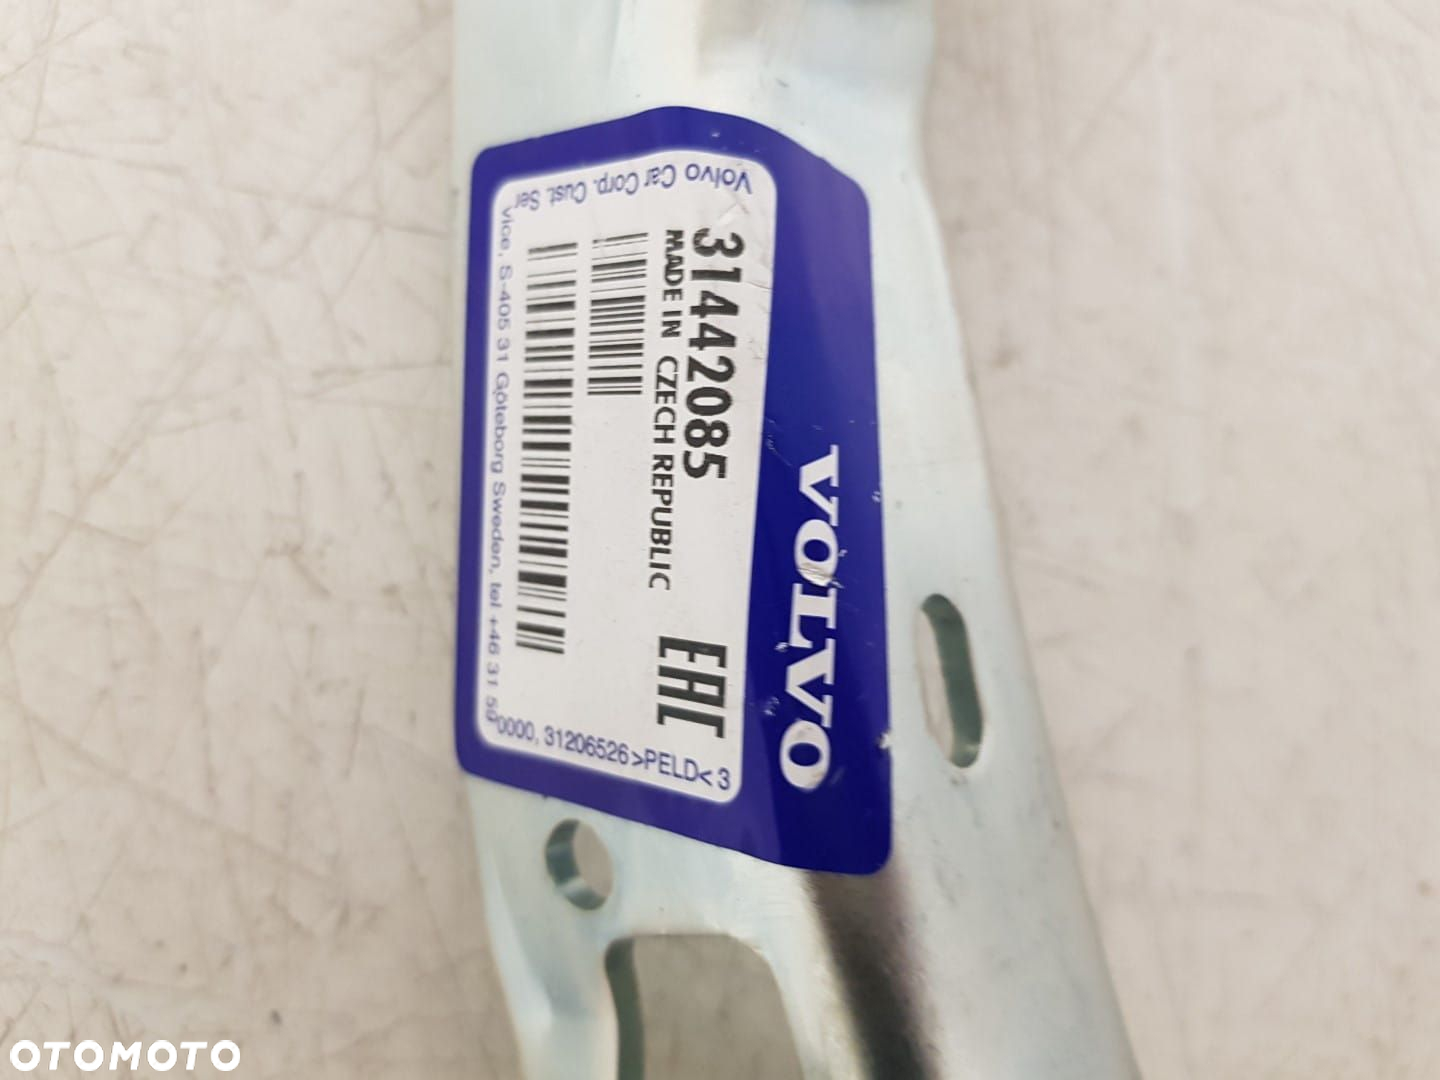 VOLVO
31442085
MADE IN CZECH REPUBLIC
EAC
Volvo Car Corp. Cust. Ser
vice, S-405 31 Göteborg Sweden, tel +46 31 59
0000, 31206526>PELD< 3
OTOMOTO